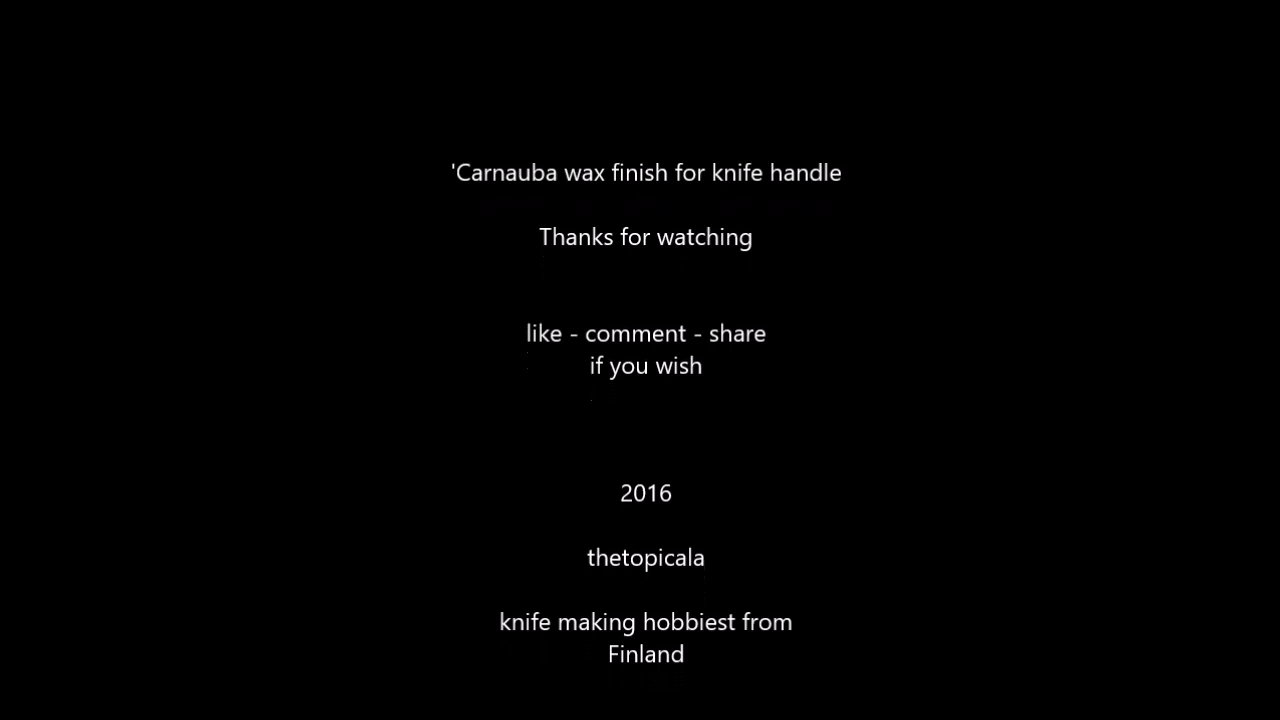 'Carnauba wax finish for knife handle
Thanks for watching
like - comment - share
if you wish
2016
thetopicala
knife making hobbiest from
Finland